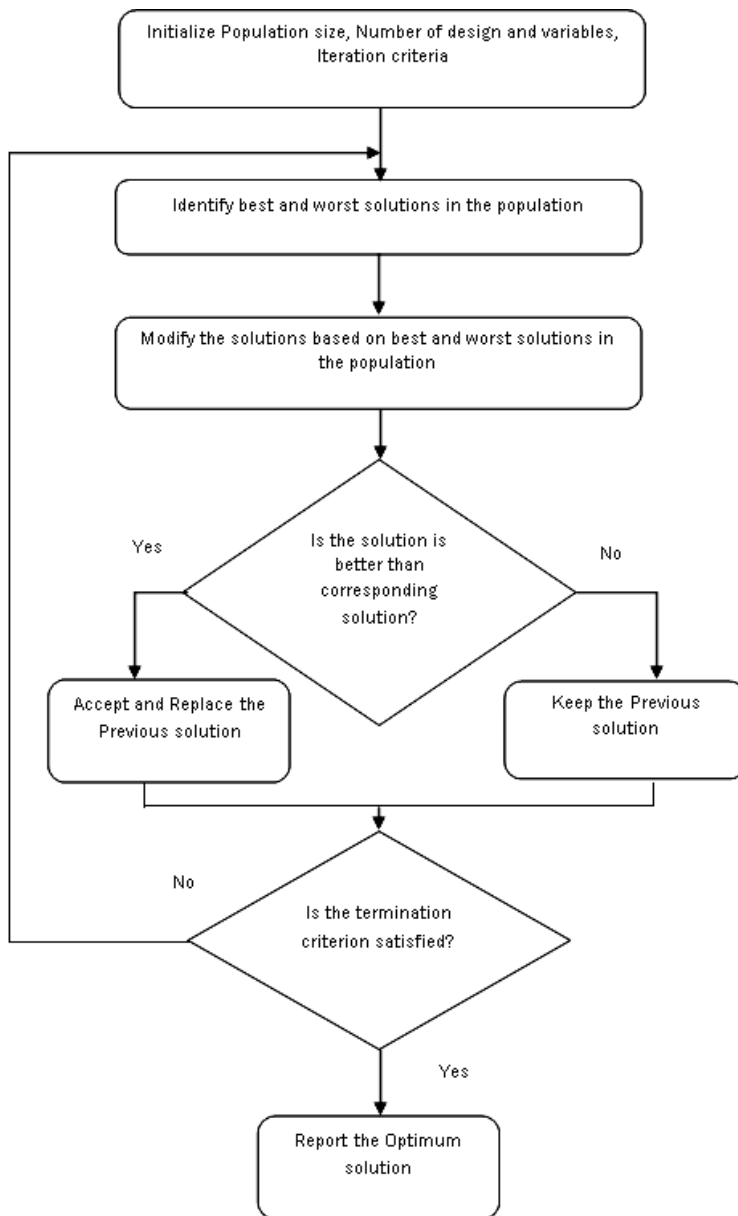 Initialize Population size, Number of design and variables,
Iteration criteria
Identify best and worst solutions in the population
Modify the solutions based on best and worst solutions in
the population
Is the solution is
better than
corresponding
solution?
Yes
No
Accept and Replace the
Previous solution
Keep the Previous
solution
Is the termination
criterion satisfied?
No
Yes
Report the Optimum
solution